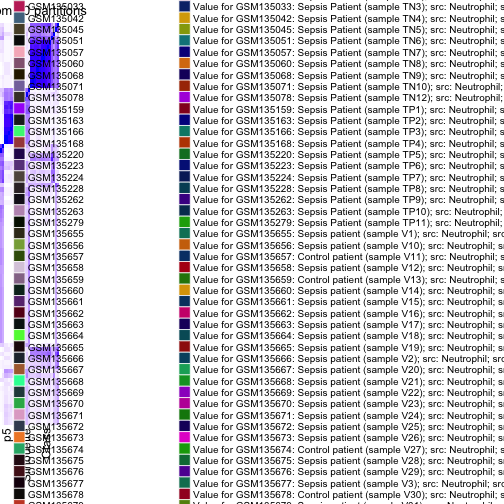 om 50 partitions
GSM135033 Value for GSM135033: Sepsis Patient (sample TN3); src: Neutrophil; s
GSM135042 Value for GSM135042: Sepsis Patient (sample TN4); src: Neutrophil; s
GSM135045 Value for GSM135045: Sepsis Patient (sample TN5); src: Neutrophil; s
GSM135051 Value for GSM135051: Sepsis Patient (sample TN6); src: Neutrophil; s
GSM135057 Value for GSM135057: Sepsis Patient (sample TN7); src: Neutrophil; s
GSM135060 Value for GSM135060: Sepsis Patient (sample TN8); src: Neutrophil; s
GSM135068 Value for GSM135068: Sepsis Patient (sample TN9); src: Neutrophil; s
GSM135071 Value for GSM135071: Sepsis Patient (sample TN10); src: Neutrophil;
GSM135078 Value for GSM135078: Sepsis Patient (sample TN12); src: Neutrophil;
GSM135159 Value for GSM135159: Sepsis Patient (sample TP1); src: Neutrophil; s
GSM135163 Value for GSM135163: Sepsis Patient (sample TP2); src: Neutrophil; s
GSM135166 Value for GSM135166: Sepsis Patient (sample TP3); src: Neutrophil; s
GSM135168 Value for GSM135168: Sepsis Patient (sample TP4); src: Neutrophil; s
GSM135220 Value for GSM135220: Sepsis Patient (sample TP5); src: Neutrophil; s
GSM135223 Value for GSM135223: Sepsis Patient (sample TP6); src: Neutrophil; s
GSM135224 Value for GSM135224: Sepsis Patient (sample TP7); src: Neutrophil; s
GSM135228 Value for GSM135228: Sepsis Patient (sample TP8); src: Neutrophil; s
GSM135262 Value for GSM135262: Sepsis Patient (sample TP9); src: Neutrophil; s
GSM135263 Value for GSM135263: Sepsis Patient (sample TP10); src: Neutrophil;
GSM135279 Value for GSM135279: Sepsis Patient (sample TP11); src: Neutrophil;
GSM135655 Value for GSM135655: Sepsis patient (sample V1); src: Neutrophil; src
GSM135656 Value for GSM135656: Sepsis patient (sample V10); src: Neutrophil; s
GSM135657 Value for GSM135657: Control patient (sample V11); src: Neutrophil; s
GSM135658 Value for GSM135658: Sepsis patient (sample V12); src: Neutrophil; s
GSM135659 Value for GSM135659: Control patient (sample V13); src: Neutrophil; s
GSM135660 Value for GSM135660: Sepsis patient (sample V14); src: Neutrophil; s
GSM135661 Value for GSM135661: Sepsis patient (sample V15); src: Neutrophil; s
GSM135662 Value for GSM135662: Sepsis patient (sample V16); src: Neutrophil; s
GSM135663 Value for GSM135663: Sepsis patient (sample V17); src: Neutrophil; s
GSM135664 Value for GSM135664: Sepsis patient (sample V18); src: Neutrophil; s
GSM135665 Value for GSM135665: Sepsis patient (sample V19); src: Neutrophil; s
GSM135666 Value for GSM135666: Sepsis patient (sample V2); src: Neutrophil; src
GSM135667 Value for GSM135667: Sepsis patient (sample V20); src: Neutrophil; s
GSM135668 Value for GSM135668: Sepsis patient (sample V21); src: Neutrophil; s
GSM135669 Value for GSM135669: Sepsis patient (sample V22); src: Neutrophil; s
GSM135670 Value for GSM135670: Sepsis patient (sample V23); src: Neutrophil; s
GSM135671 Value for GSM135671: Sepsis patient (sample V24); src: Neutrophil; s
GSM135672 Value for GSM135672: Sepsis patient (sample V25); src: Neutrophil; s
GSM135673 Value for GSM135673: Sepsis patient (sample V26); src: Neutrophil; s
GSM135674 Value for GSM135674: Control patient (sample V27); src: Neutrophil; s
GSM135675 Value for GSM135675: Sepsis patient (sample V28); src: Neutrophil; s
GSM135676 Value for GSM135676: Sepsis patient (sample V29); src: Neutrophil; s
GSM135677 Value for GSM135677: Sepsis patient (sample V3); src: Neutrophil; src
GSM135678 Value for GSM135678: Control patient (sample V30); src: Neutrophil; s
p5